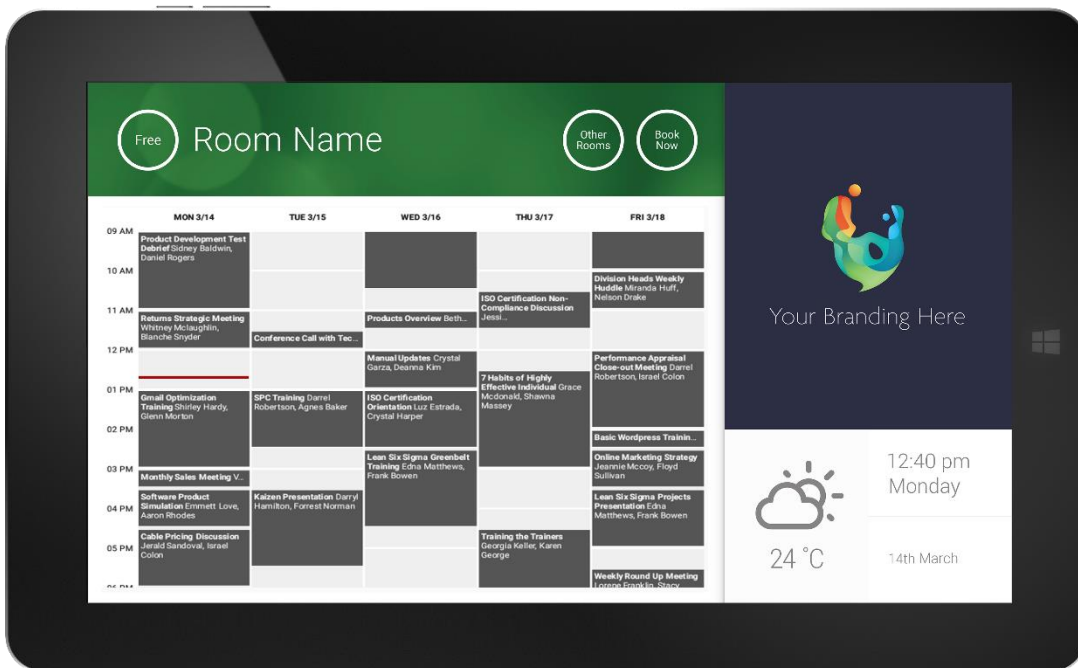 Free
Room Name
Other
Rooms
Book
Now
MON 3/14
TUE 3/15
WED 3/16
THU 3/17
FRI 3/18
09 AM
10 AM
11 AM
12 PM
01 PM
02 PM
03 PM
04 PM
05 PM
06 PM
Product Development Test
Debrief Sidney Baldwin,
Daniel Rogers
Returns Strategic Meeting
Whitney Mclaughlin,
Blanche Snyder
Gmail Optimization
Training Shirley Hardy,
Glenn Morton
Monthly Sales Meeting V...
Software Product
Simulation Emmett Love,
Aaron Rhodes
Cable Pricing Discussion
Jerald Sandoval, Israel
Colon
Conference Call with Tec...
SPC Training Darrel
Robertson, Agnes Baker
Kaizen Presentation Darryl
Hamilton, Forrest Norman
Products Overview Beth...
Manual Updates Crystal
Garza, Deanna Kim
ISO Certification
Orientation Luz Estrada,
Crystal Harper
Lean Six Sigma Greenbelt
Training Edna Matthews,
Frank Bowen
ISO Certification Non-
Compliance Discussion
Jessi...
7 Habits of Highly
Effective Individual Grace
Mcdonald, Shawna
Massey
Training the Trainers
Georgia Keller, Karen
George
Division Heads Weekly
Huddle Miranda Huff,
Nelson Drake
Performance Appraisal
Close-out Meeting Darrel
Robertson, Israel Colon
Basic Wordpress Trainin...
Online Marketing Strategy
Jeannie Mccoy, Floyd
Sullivan
Lean Six Sigma Projects
Presentation Edna
Matthews, Frank Bowen
Weekly Round Up Meeting
Lorene Franklin, Stacy
Your Branding Here
12:40 pm
Monday
24 °C
14th March